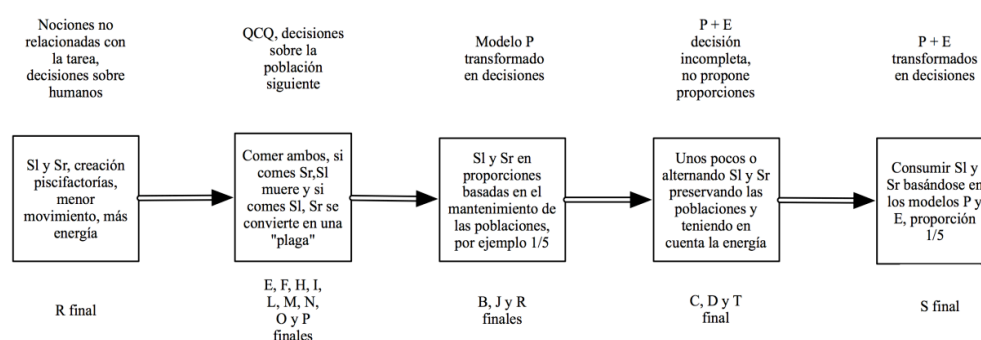 Nociones no
relacionadas con
la tarea,
decisiones sobre
humanos
QCQ, decisiones
sobre la
población
siguiente
Modelo P
transformado
en decisiones
P + E
decisión
incompleta,
no propone
proporciones
P + E
transformados
en decisiones
Sl y Sr, creación
piscifactorías,
menor
movimiento, más
energía
Comer ambos, si
comes Sr,Sl
muere y si
comes Sl, Sr se
convierte en una
"plaga"
Sl y Sr en
proporciones
basadas en el
mantenimiento de
las poblaciones,
por ejemplo 1/5
Unos pocos o
alternando Sl y Sr
preservando las
poblaciones y
teniendo en
cuenta la energía
Consumir Sl y
Sr basándose en
los modelos P y
E, proporción
1/5
R final
E, F, H, I,
L, M, N,
O y P
finales
B, J y R
finales
C, D y T
final
S final